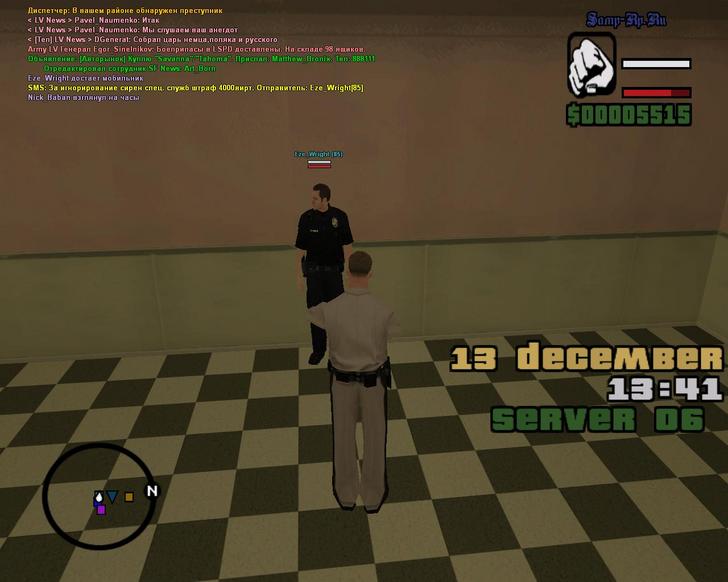 Диспетчер: В вашем районе обнаружен преступник
< LV News > Pavel_Naumenko: Итак
< LV News > Pavel_Naumenko: Мы слушаем ваш анегдот
< [Тел] LV News > DGeneral: Собрал царь немца,поляка и русского
Army LV Генерал Egor_Sinelnikov: Боеприпасы в LSPD доставлены. На складе 98 ящиков
Объявление: [Авторынок] Куплю "Savanna" "Tahoma". Прислал: Matthew_Bronix. Тел: 888111
Отредактировал сотрудник SF News: Art_Born
Eze_Wright достает мобильник
SMS: За игнорирование сирен спец. служб штраф 4000вирт. Отправитель: Eze_Wright[85]
Nick_Baban взглянул на часы
Samp-Rp.Ru
$00005515
Eze_Wright (85)
13 december
13:41
server 06
N